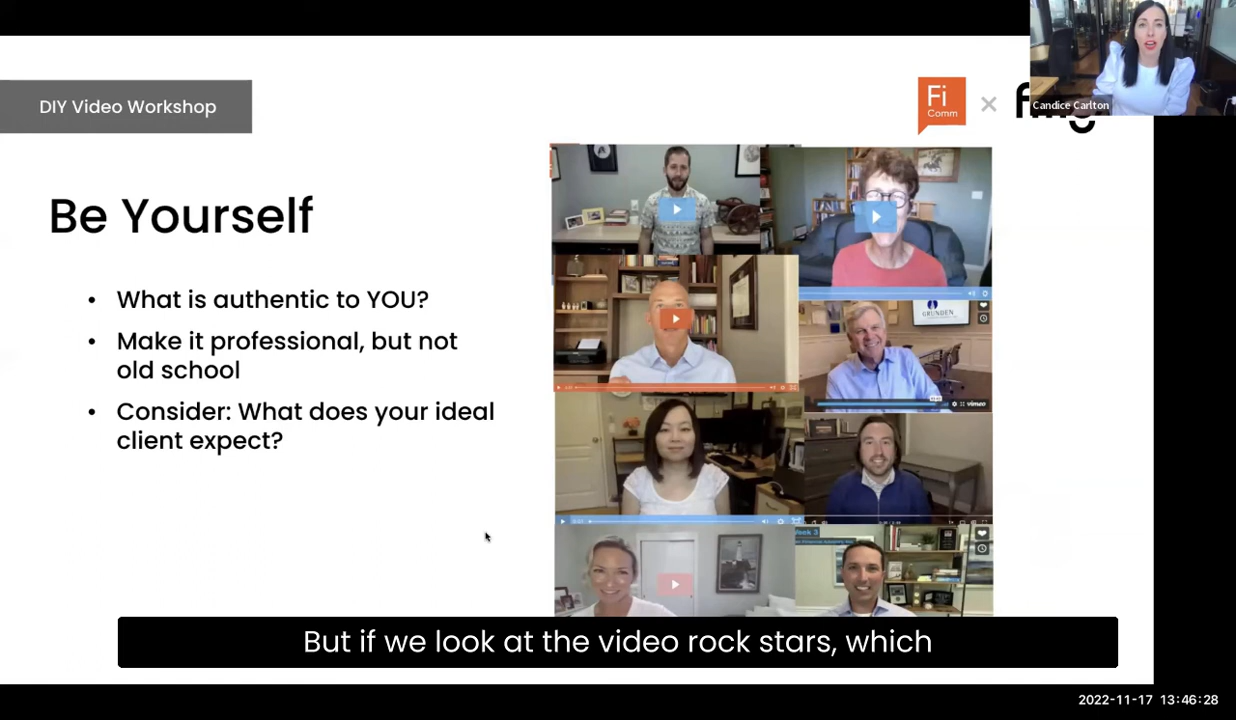 DIY Video Workshop
Fi
Comm
×
Candice Carlton
Be Yourself
• What is authentic to YOU?
• Make it professional, but not
old school
• Consider: What does your ideal
client expect?
GRUNDEN
vimeo
Week 3
But if we look at the video rock stars, which
2022-11-17 13:46:28